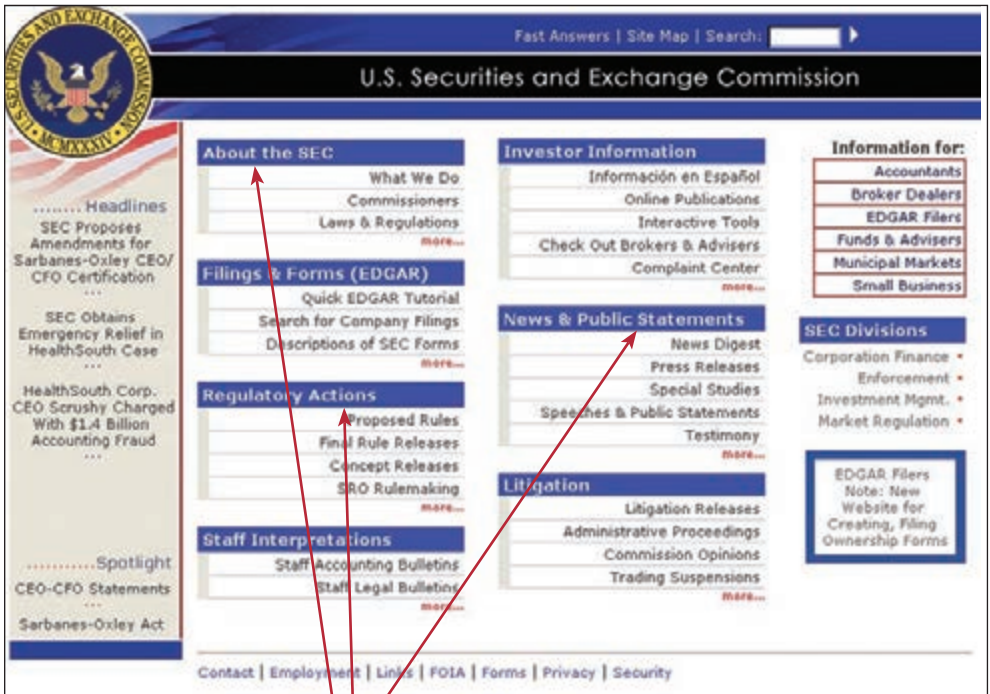 U.S. SECURITIES AND EXCHANGE COMMISSION
MCMXXXIV
Fast Answers | Site Map | Search:
U.S. Securities and Exchange Commission
........ Headlines
SEC Proposes
Amendments for
Sarbanes-Oxley CEO/
CFO Certification
...
SEC Obtains
Emergency Relief in
HealthSouth Case
...
HealthSouth Corp.
CEO Scrushy Charged
With $1.4 Billion
Accounting Fraud
...
..........Spotlight
CEO-CFO Statements
...
Sarbanes-Oxley Act
About the SEC
What We Do
Commissioners
Laws & Regulations
more...
Filings & Forms (EDGAR)
Quick EDGAR Tutorial
Search for Company Filings
Descriptions of SEC Forms
more...
Regulatory Actions
Proposed Rules
Final Rule Releases
Concept Releases
SRO Rulemaking
more...
Staff Interpretations
Staff Accounting Bulletins
Staff Legal Bulletins
more...
Investor Information
Información en Español
Online Publications
Interactive Tools
Check Out Brokers & Advisers
Complaint Center
more...
News & Public Statements
News Digest
Press Releases
Special Studies
Speeches & Public Statements
Testimony
more...
Litigation
Litigation Releases
Administrative Proceedings
Commission Opinions
Trading Suspensions
more...
Information for:
Accountants
Broker Dealers
EDGAR Filers
Funds & Advisers
Municipal Markets
Small Business
SEC Divisions
Corporation Finance
Enforcement
Investment Mgmt.
Market Regulation
EDGAR Filers
Note: New
Website for
Creating, Filing
Ownership Forms
Contact | Employment | Links | FOIA | Forms | Privacy | Security